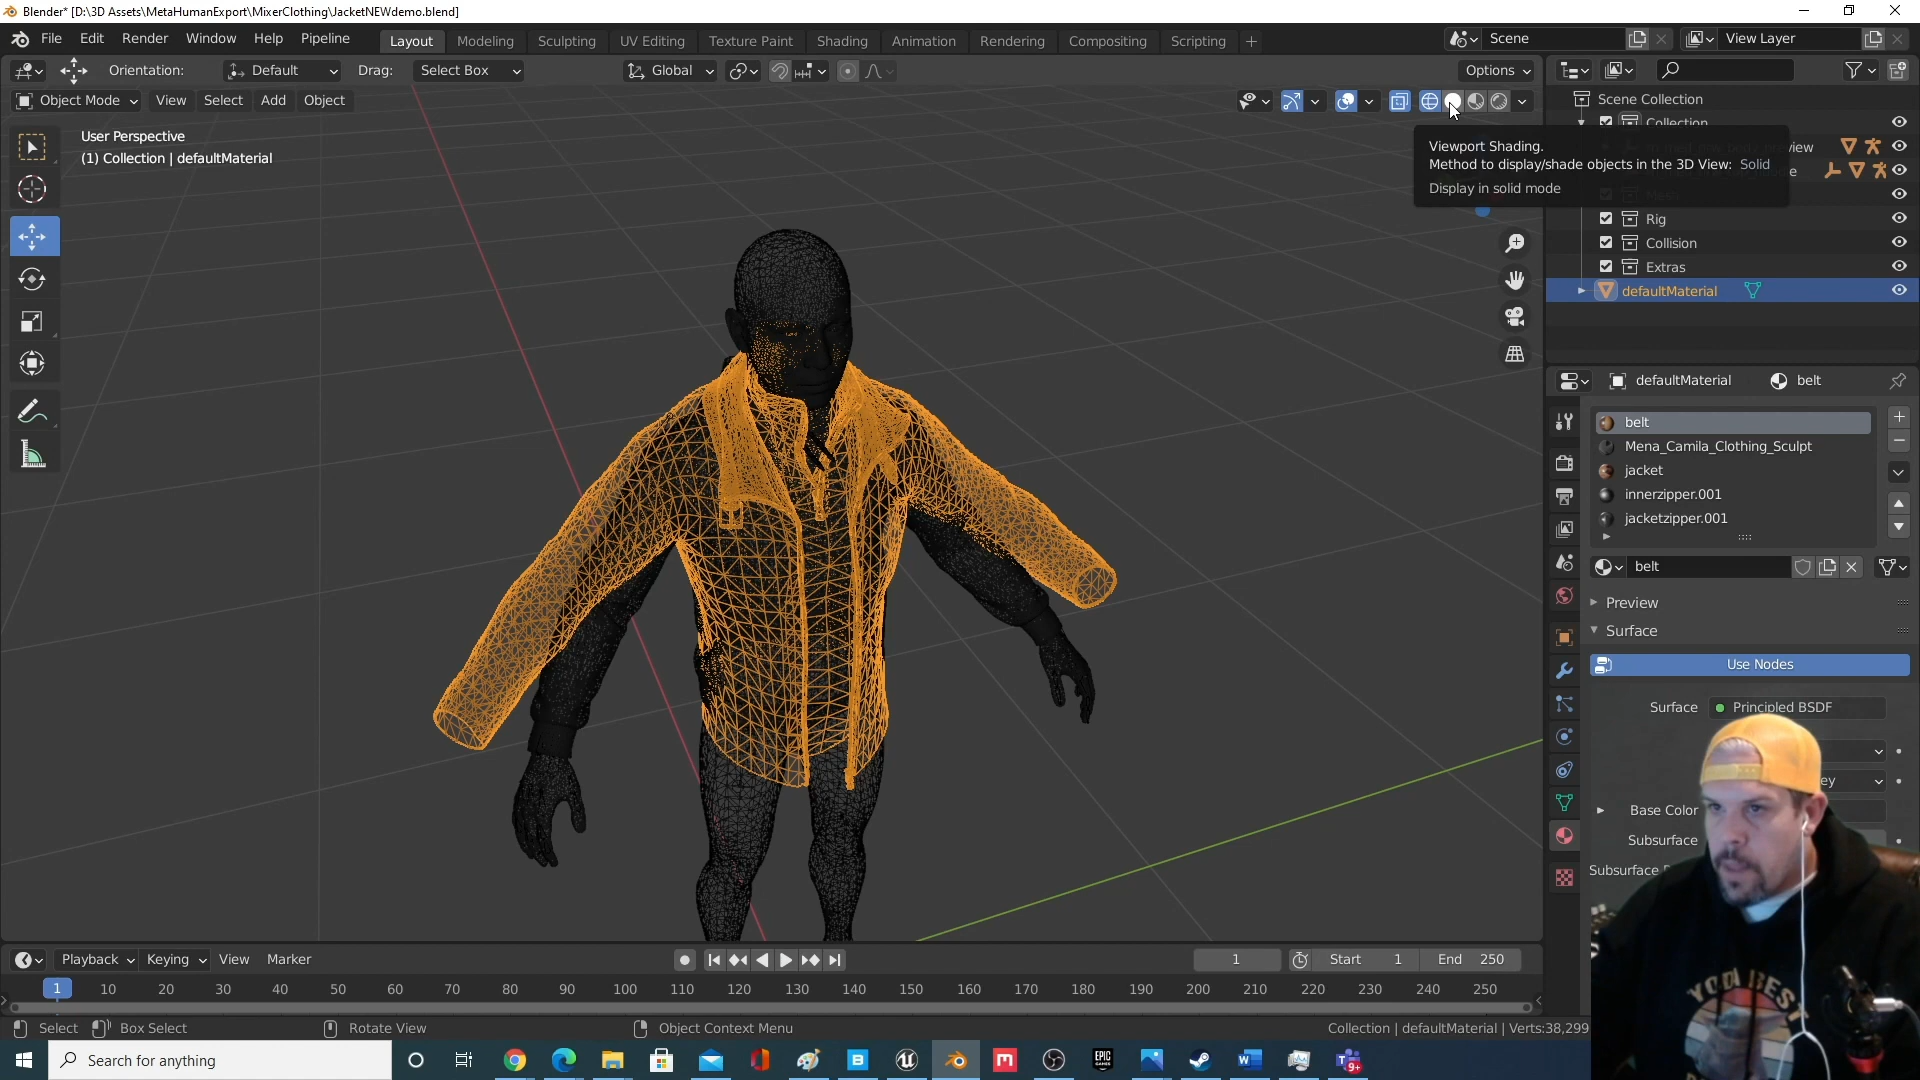 Blender* [D:\3D Assets\MetaHumanExport\MixerClothing\JacketNEWdemo.blend]
File Edit Render Window Help Pipeline Layout Modeling Sculpting UV Editing Texture Paint Shading Animation Rendering Compositing Scripting + Scene View Layer
Orientation: Default Drag: Select Box Global Options
Object Mode View Select Add Object
Scene Collection
Collection
User Perspective
(1) Collection | defaultMaterial
Viewport Shading.
Method to display/shade objects in the 3D View: Solid
Display in solid mode
Rig
Collision
Extras
defaultMaterial
defaultMaterial belt
belt
Mena_Camila_Clothing_Sculpt
jacket
innerzipper.001
jacketzipper.001
belt
Preview
Surface
Use Nodes
Surface Principled BSDF
Base Color
Subsurface
Subsurface
Playback Keying View Marker 1 Start 1 End 250
1 10 20 30 40 50 60 70 80 90 100 110 120 130 140 150 160 170 180 190 200 210 220 230 240 250
Select Box Select Rotate View Object Context Menu Collection | defaultMaterial | Verts:38,299
Search for anything
EPIC GAMES
9+